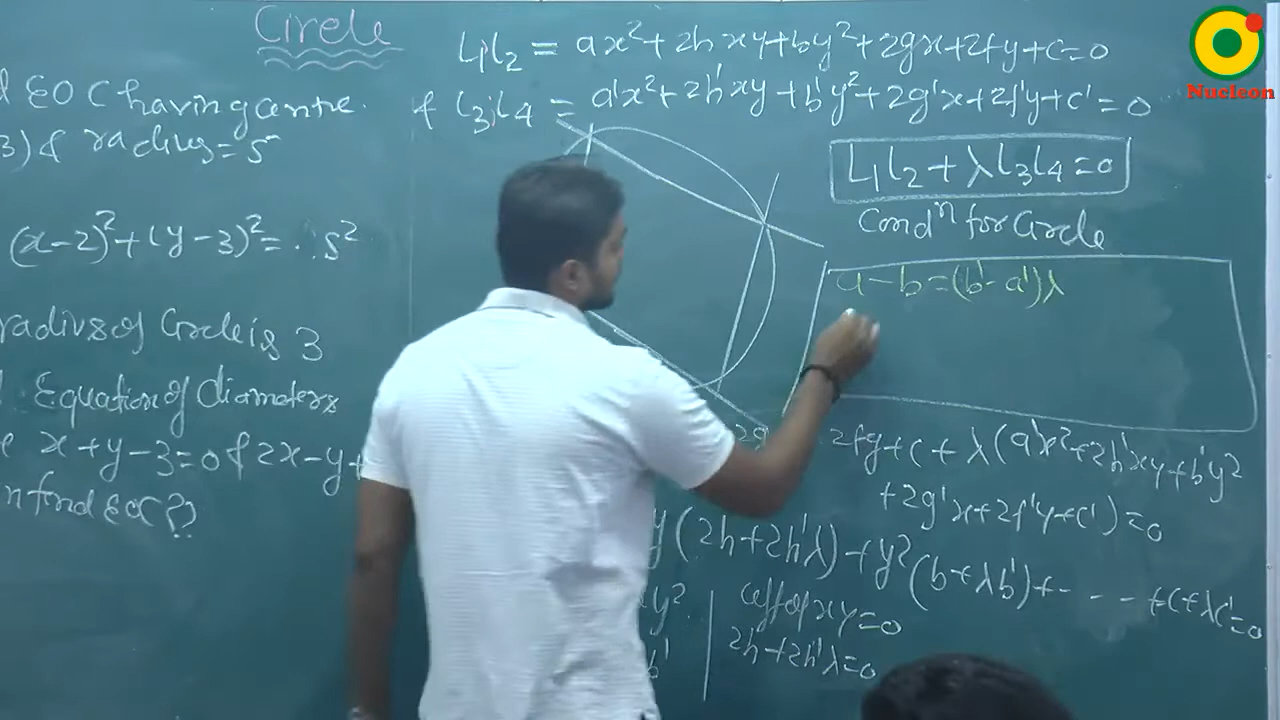 Circle
EOC having centre
3) & radius=5
(x-2)²+(y-3)²= 5²
radius of Circle is 3
Equation of diameters
x+y-3=0 & 2x-y+
find EOC??
L₁L₂ = ax²+2hxy+by²+2gx+2fy+c=0
& L₃L₄ = a'x²+2h'xy+b'y²+2g'x+2f'y+c'=0
L₁L₂+λL₃L₄=0
Condⁿ for Circle
a-b=(b'-a')λ
2g 2fy+c+λ(a'x²+2h'xy+b'y²
+2g'x+2f'y+c')=0
y(2h+2h'λ)+y²(b+λb')+----+c+λc'=0
y² | coff of xy=0
b' | 2h+2h'λ=0
Nucleon